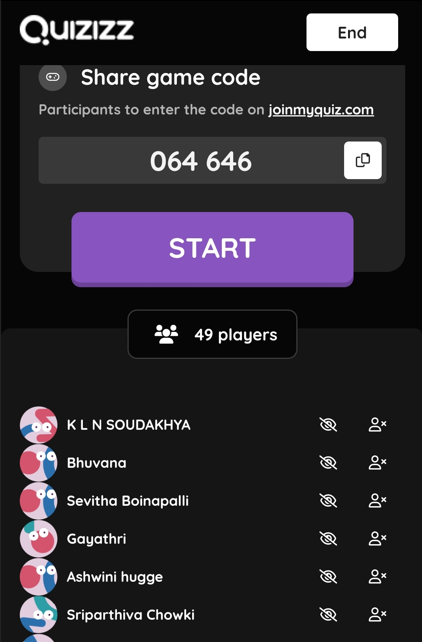 QUIZIZZ
End
Share game code
Participants to enter the code on joinmyquiz.com
064 646
START
49 players
K L N SOUDAKHYA
Bhuvana
Sevitha Boinapalli
Gayathri
Ashwini hugge
Sriparthiva Chowki